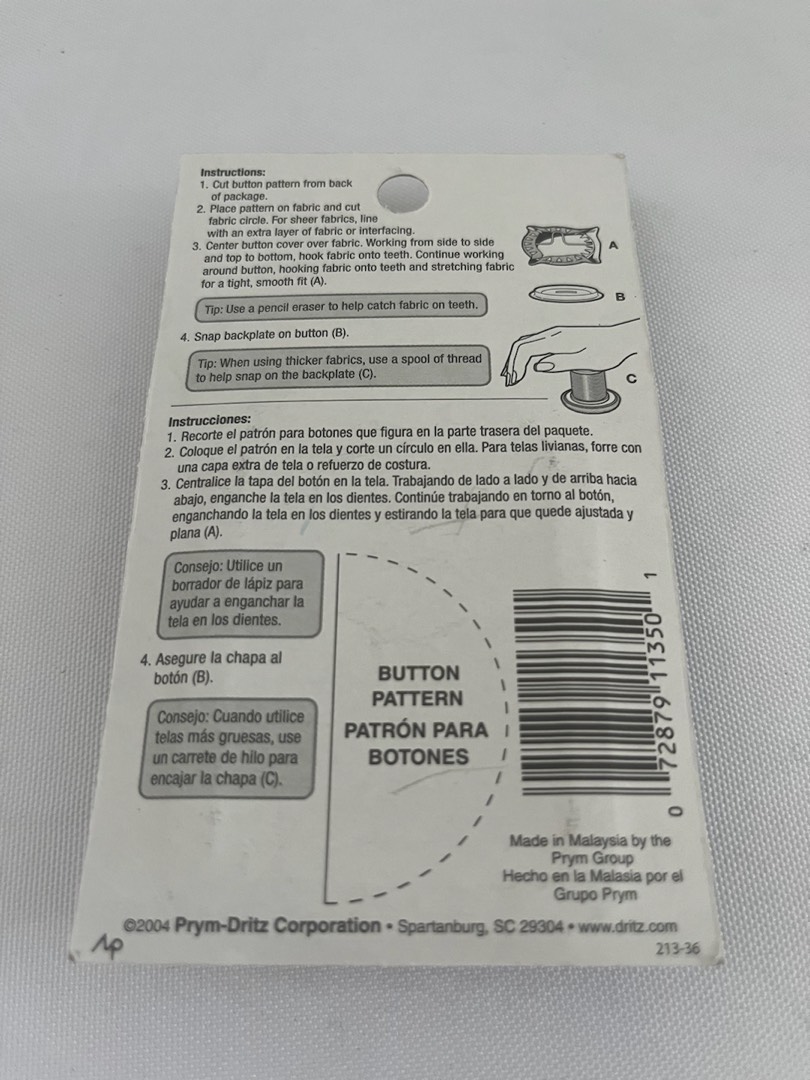 Instructions:
1. Cut button pattern from back
of package.
2. Place pattern on fabric and cut
fabric circle. For sheer fabrics, line
with an extra layer of fabric or interfacing.
3. Center button cover over fabric. Working from side to side
and top to bottom, hook fabric onto teeth. Continue working
around button, hooking fabric onto teeth and stretching fabric
for a tight, smooth fit (A).
Tip: Use a pencil eraser to help catch fabric on teeth.
4. Snap backplate on button (B).
Tip: When using thicker fabrics, use a spool of thread
to help snap on the backplate (C).
A
B
C
Instrucciones:
1. Recorte el patrón para botones que figura en la parte trasera del paquete.
2. Coloque el patrón en la tela y corte un círculo en ella. Para telas livianas, forre con
una capa extra de tela o refuerzo de costura.
3. Centralice la tapa del botón en la tela. Trabajando de lado a lado y de arriba hacia
abajo, enganche la tela en los dientes. Continúe trabajando en torno al botón,
enganchando la tela en los dientes y estirando la tela para que quede ajustada y
plana (A).
Consejo: Utilice un
borrador de lápiz para
ayudar a enganchar la
tela en los dientes.
4. Asegure la chapa al
botón (B).
Consejo: Cuando utilice
telas más gruesas, use
un carrete de hilo para
encajar la chapa (C).
BUTTON
PATTERN
PATRÓN PARA
BOTONES
0 72879 11350 1
Made in Malaysia by the
Prym Group
Hecho en la Malasia por el
Grupo Prym
©2004 Prym-Dritz Corporation • Spartanburg, SC 29304 • www.dritz.com
213-36